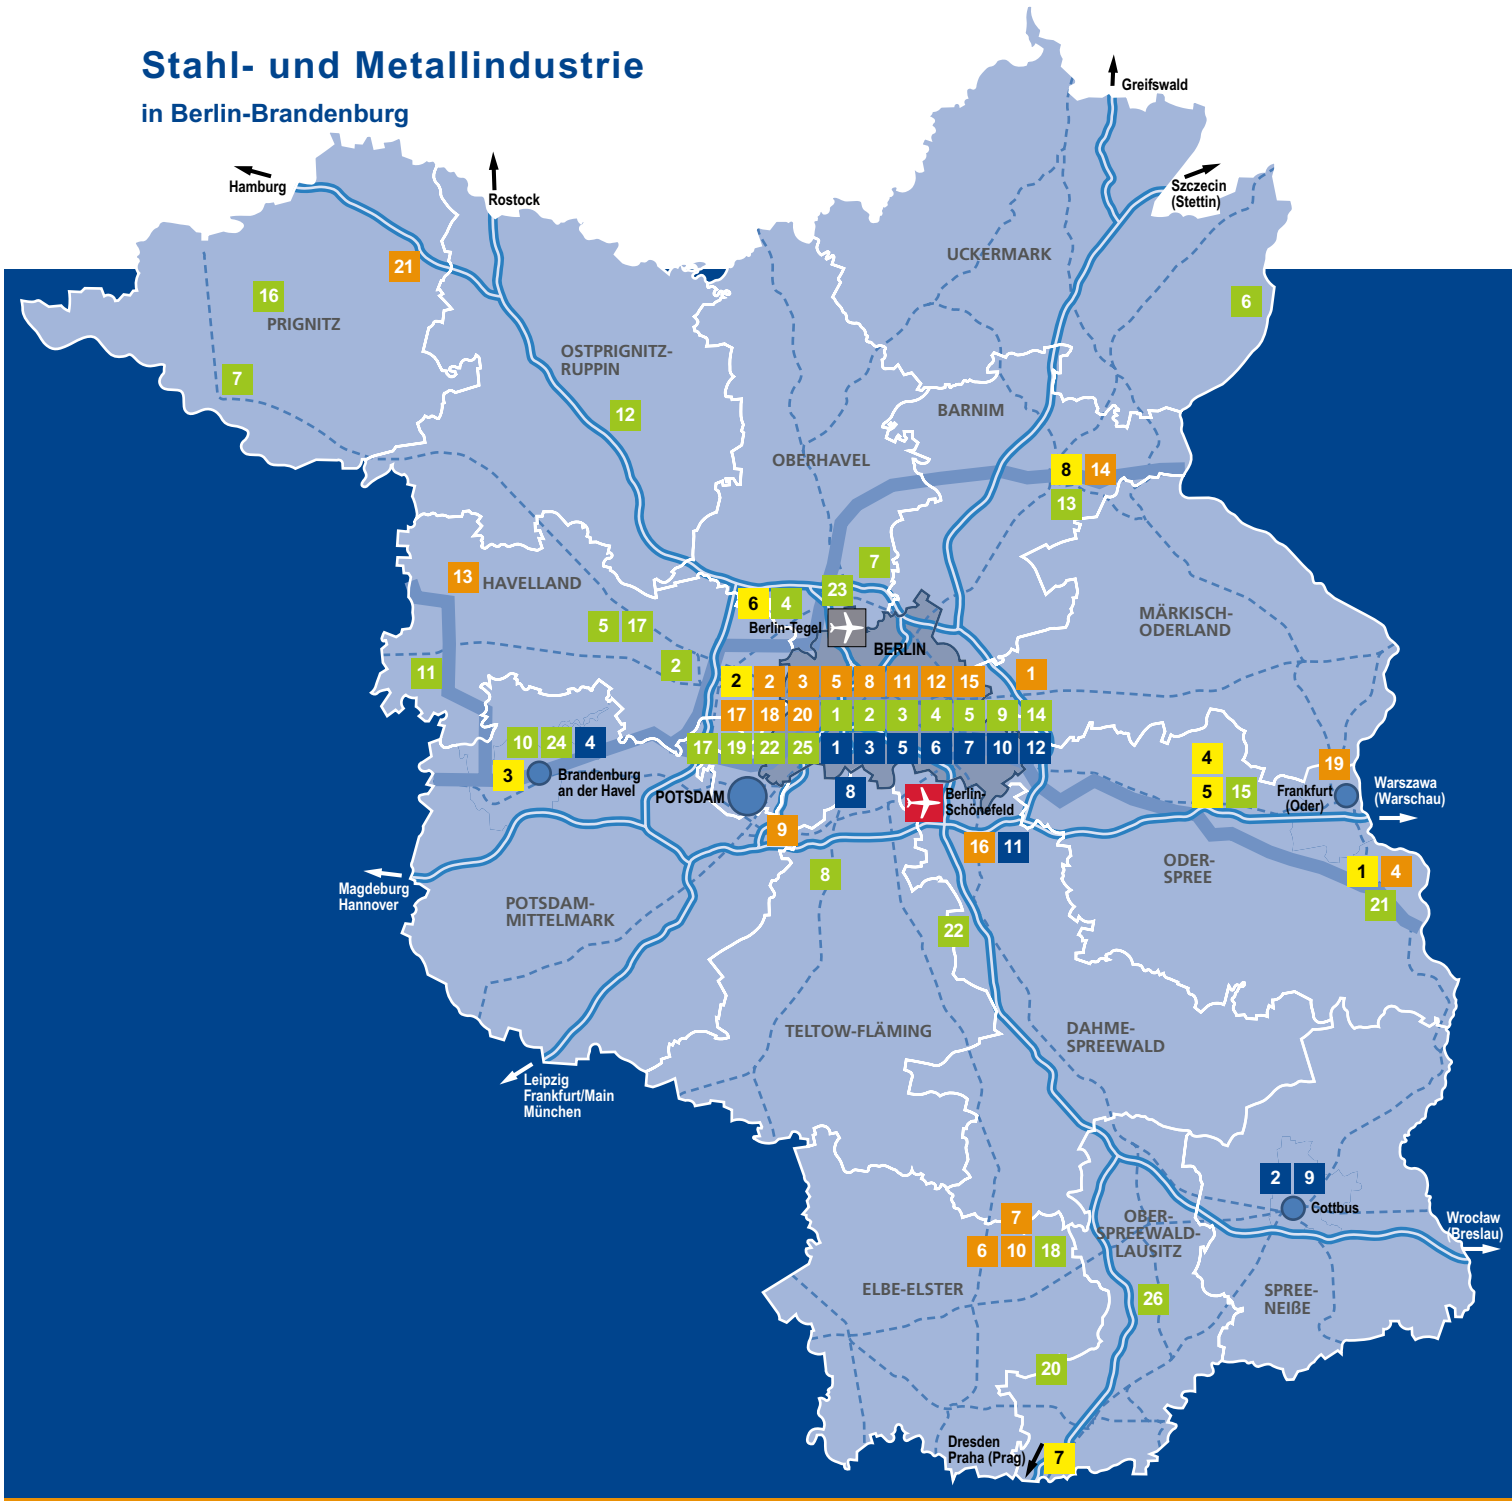 Stahl- und Metallindustrie
in Berlin-Brandenburg
Greifswald
Hamburg
Rostock
Szczecin
(Stettin)
UCKERMARK
21
16
PRIGNITZ
6
OSTPRIGNITZ-
RUPPIN
7
12
BARNIM
OBERHAVEL
8 14
13
7
13 HAVELLAND
23
6 4
MÄRKISCH-
ODERLAND
5 17
Berlin-Tegel
BERLIN
11
2
2 2 3 5 8 11 12 15
1
17 18 20 1 2 3 4 5 9 14
17 19 22 25 1 3 5 6 7 10 12
10 24 4
3
Brandenburg
an der Havel
4
5 15
19
Frankfurt
(Oder)
Warszawa
(Warschau)
POTSDAM
8
Berlin-
Schönefeld
9
16 11
ODER-
SPREE
1 4
21
Magdeburg
Hannover
8
POTSDAM-
MITTELMARK
22
TELTOW-FLÄMING
DAHME-
SPREEWALD
Leipzig
Frankfurt/Main
München
2 9
Cottbus
7
6 10 18
OBER-
SPREEWALD-
LAUSITZ
Wrocław
(Breslau)
ELBE-ELSTER
26
SPREE-
NEIßE
20
Dresden
Praha (Prag)
7